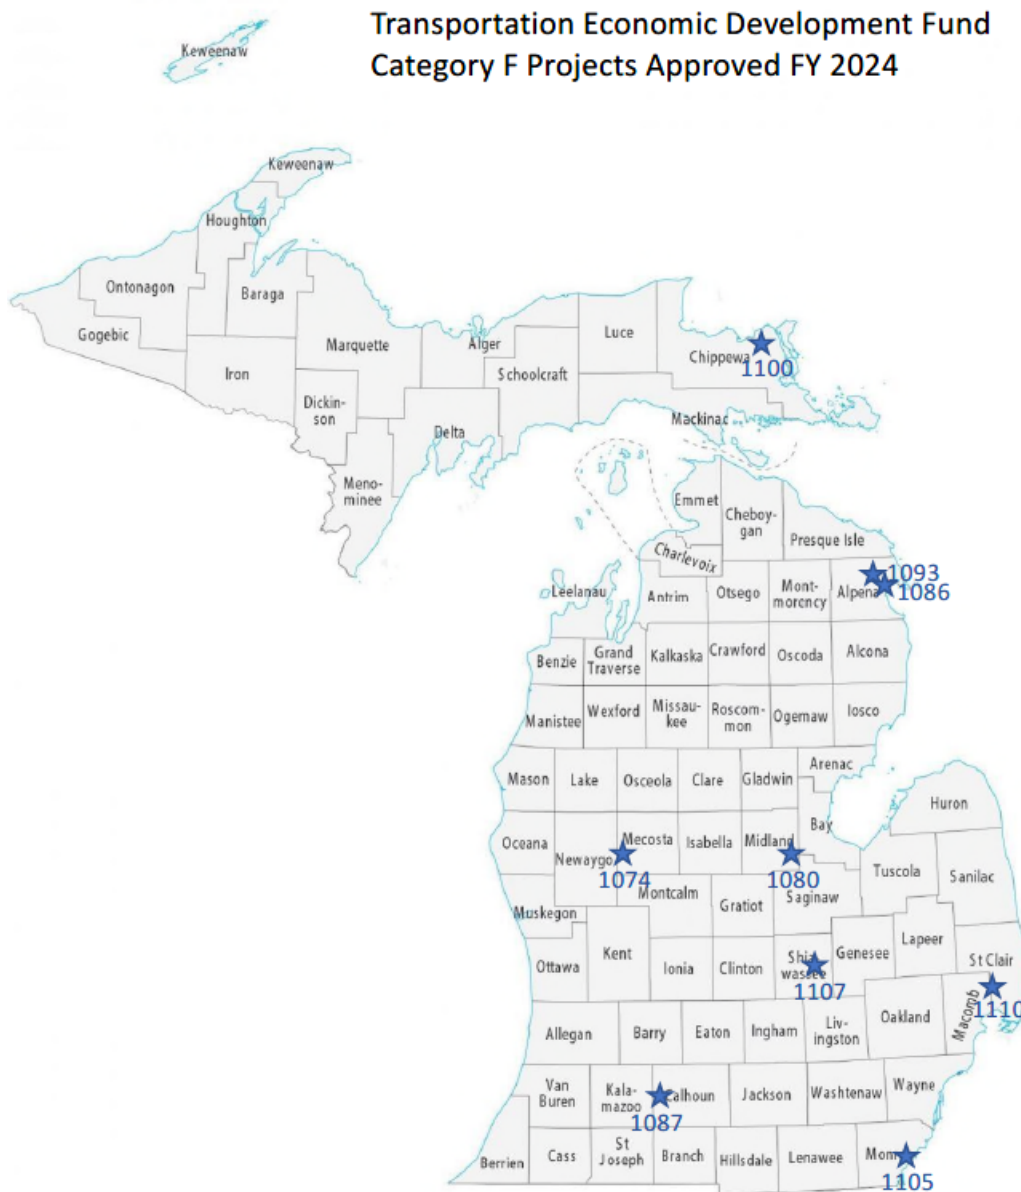 Transportation Economic Development Fund
Category F Projects Approved FY 2024
Keweenaw
Keweenaw
Houghton
Ontonagon
Baraga
Gogebic
Marquette
Iron
Dickin-
son
Alger
Luce
Schoolcraft
Chippewa
1100
Mackinac
Delta
Meno-
minee
Emmet
Cheboy-
gan
Presque Isle
Charlevoix
1093
1086
Leelanau
Antrim
Otsego
Mont-
morency
Alpena
Benzie
Grand
Traverse
Kalkaska
Crawford
Oscoda
Alcona
Manistee
Wexford
Missau-
kee
Roscom-
mon
Ogemaw
Iosco
Mason
Lake
Osceola
Clare
Gladwin
Arenac
Huron
Oceana
Newaygo
Mecosta
Isabella
Midland
Bay
1074
1080
Tuscola
Sanilac
Muskegon
Montcalm
Gratiot
Saginaw
Ottawa
Kent
Ionia
Clinton
Shia-
wassee
1107
Genesee
Lapeer
St Clair
1110
Macomb
Allegan
Barry
Eaton
Ingham
Liv-
ingston
Oakland
Van
Buren
Kala-
mazoo
Calhoun
1087
Jackson
Washtenaw
Wayne
Berrien
Cass
St
Joseph
Branch
Hillsdale
Lenawee
1105